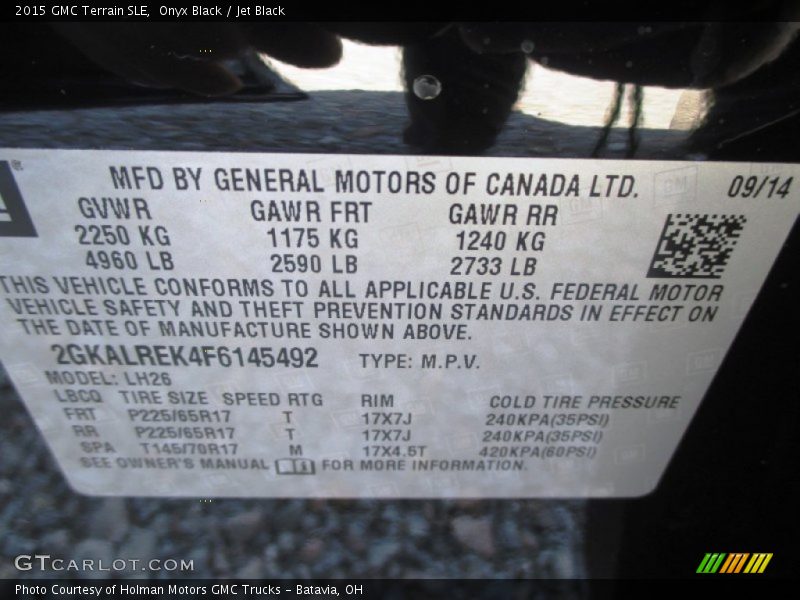 2015 GMC Terrain SLE, Onyx Black / Jet Black
MFD BY GENERAL MOTORS OF CANADA LTD. 09/14
GVWR GAWR FRT GAWR RR
2250 KG 1175 KG 1240 KG
4960 LB 2590 LB 2733 LB
THIS VEHICLE CONFORMS TO ALL APPLICABLE U.S. FEDERAL MOTOR
VEHICLE SAFETY AND THEFT PREVENTION STANDARDS IN EFFECT ON
THE DATE OF MANUFACTURE SHOWN ABOVE.
2GKALREK4F6145492 TYPE: M.P.V.
MODEL: LH26
LBCQ TIRE SIZE SPEED RTG RIM COLD TIRE PRESSURE
FRT P225/65R17 T 17X7J 240KPA(35PSI)
RR P225/65R17 T 17X7J 240KPA(35PSI)
SPA T145/70R17 M 17X4.5T 420KPA(60PSI)
SEE OWNER'S MANUAL FOR MORE INFORMATION.
GTCARLOT.COM
Photo Courtesy of Holman Motors GMC Trucks - Batavia, OH